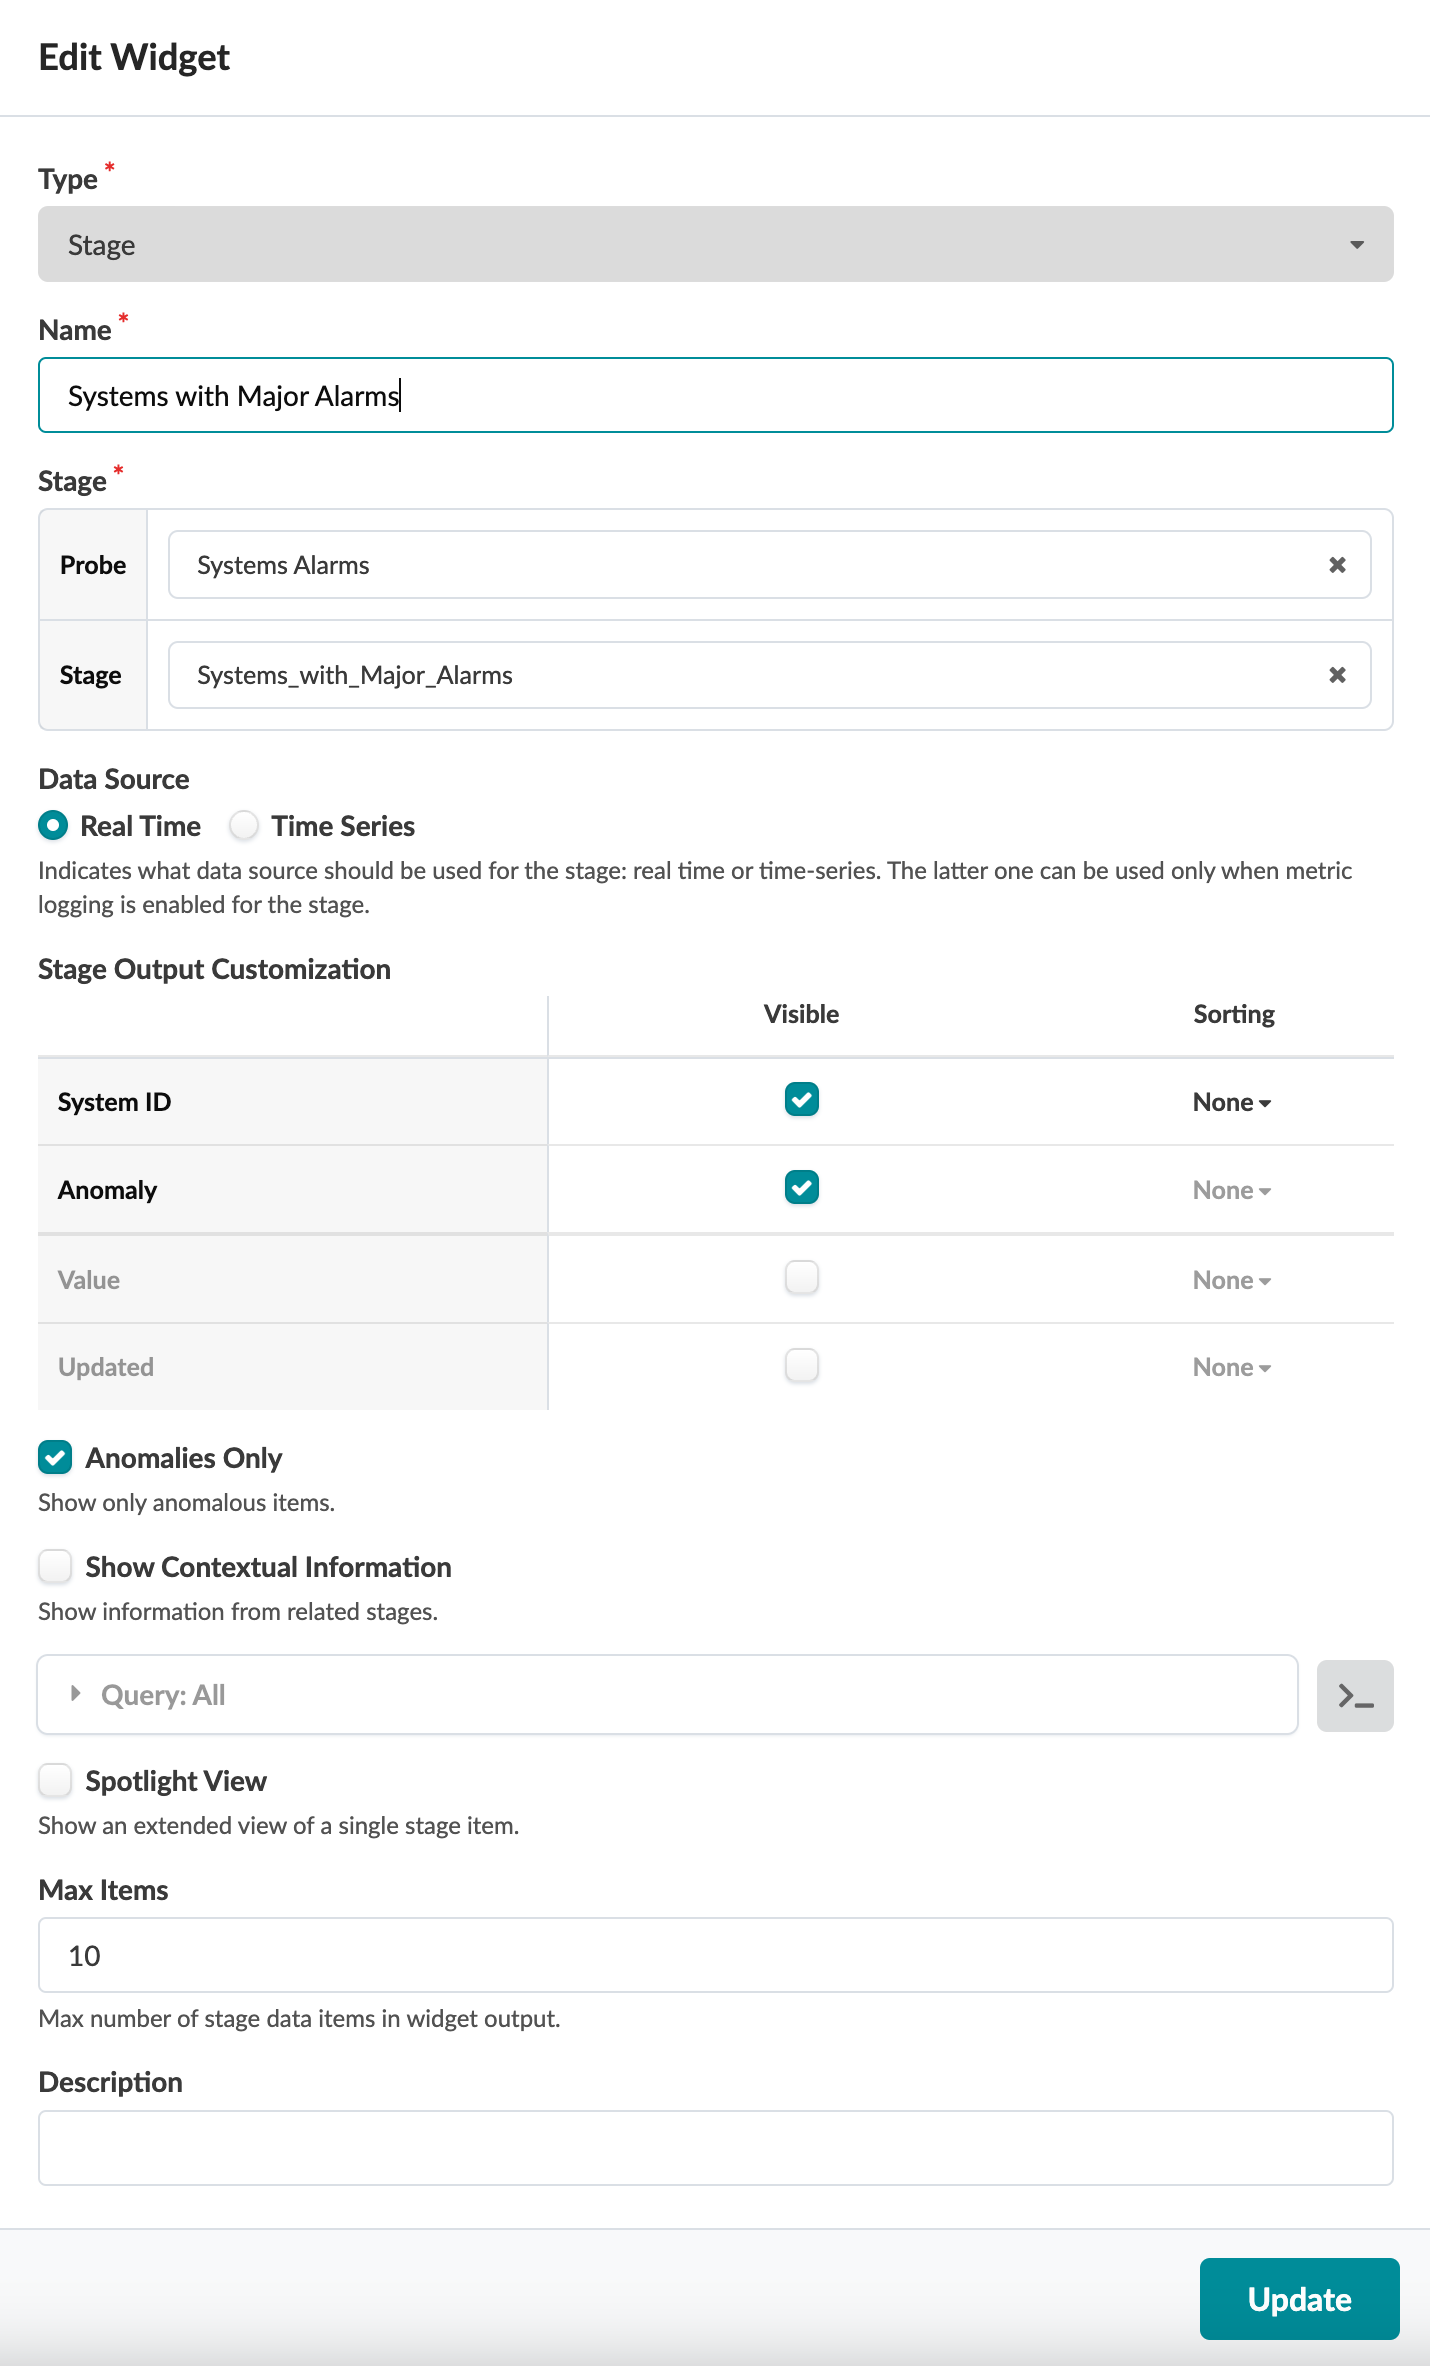 Edit Widget
Type *
Stage
Name *
Systems with Major Alarms
Stage *
Probe Systems Alarms
Stage Systems_with_Major_Alarms
Data Source
Real Time Time Series
Indicates what data source should be used for the stage: real time or time-series. The latter one can be used only when metric
logging is enabled for the stage.
Stage Output Customization
Visible Sorting
System ID None
Anomaly None
Value None
Updated None
Anomalies Only
Show only anomalous items.
Show Contextual Information
Show information from related stages.
Query: All
Spotlight View
Show an extended view of a single stage item.
Max Items
10
Max number of stage data items in widget output.
Description
Update